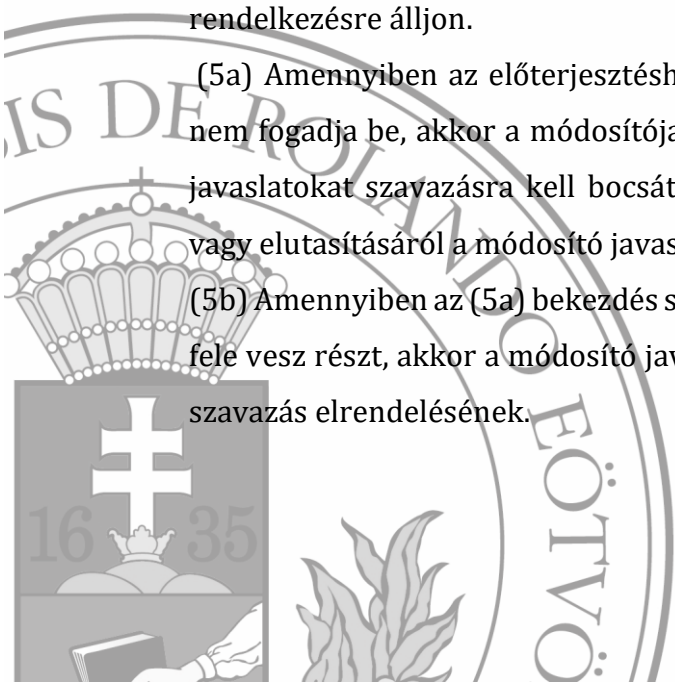 rendelkezésre álljon.
(5a) Amennyiben az előterjesztésh
nem fogadja be, akkor a módosítója
javaslatokat szavazásra kell bocsát
vagy elutasításáról a módosító javas
(5b) Amennyiben az (5a) bekezdés s
fele vesz részt, akkor a módosító jav
szavazás elrendelésének.
IS DE ROLANDO EÖTVÖ
16 35